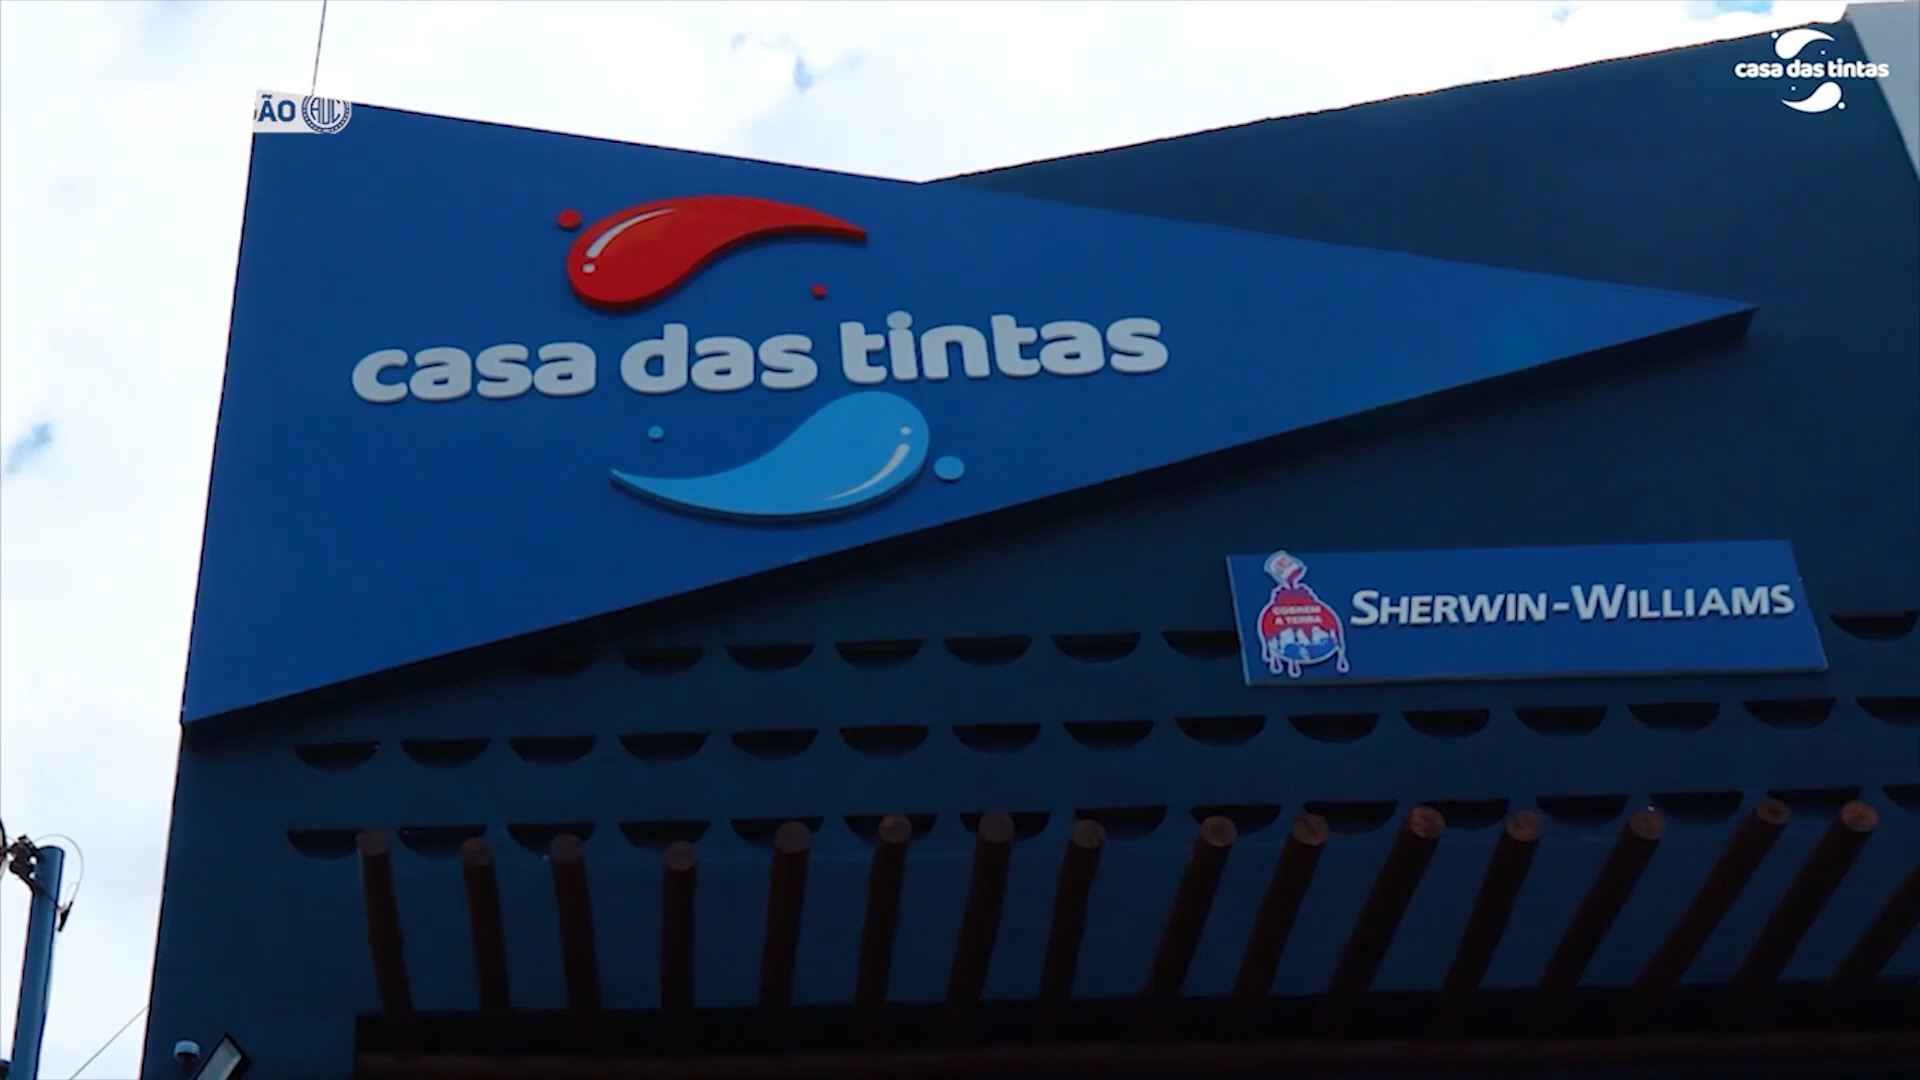 ÃO
casa das tintas
casa das tintas
COBREM
A TERRA
SHERWIN-WILLIAMS